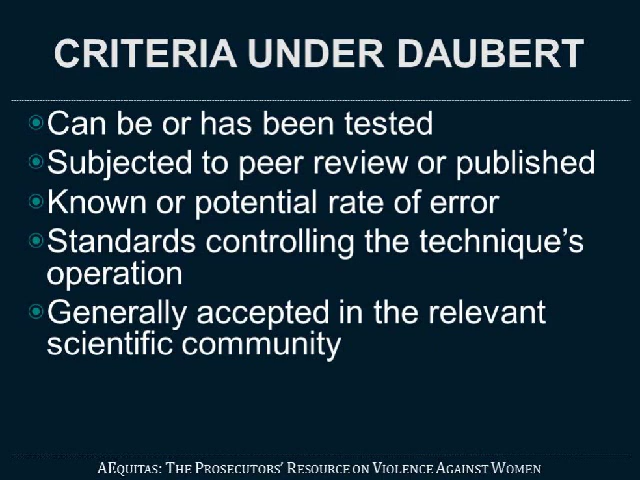 CRITERIA UNDER DAUBERT
Can be or has been tested
Subjected to peer review or published
Known or potential rate of error
Standards controlling the technique’s
operation
Generally accepted in the relevant
scientific community
AEQUITAS: THE PROSECUTORS’ RESOURCE ON VIOLENCE AGAINST WOMEN